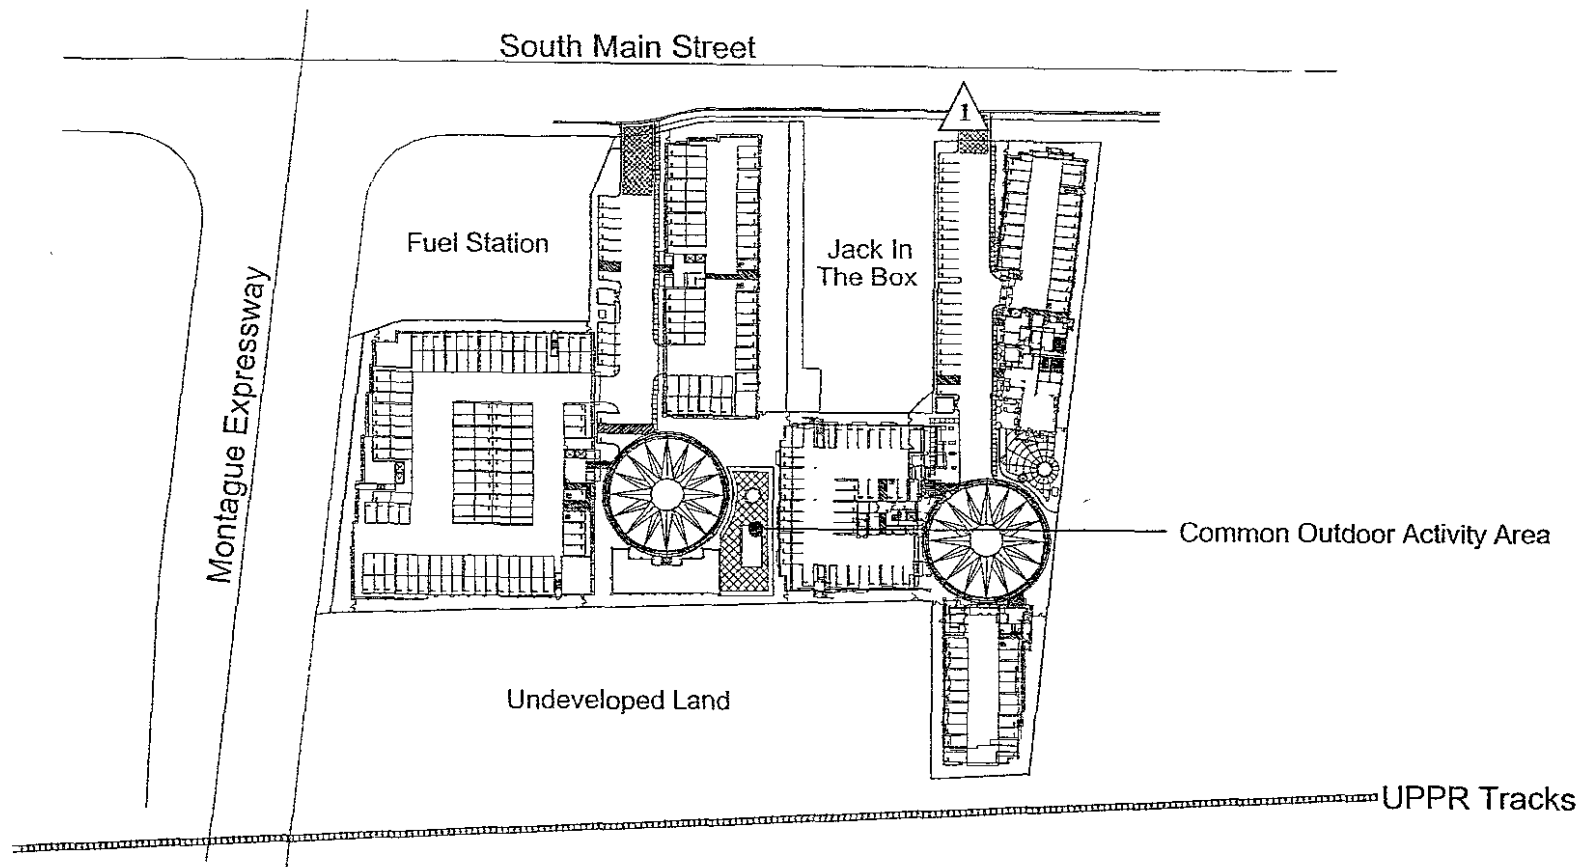 South Main Street
1
Fuel Station
Jack In
The Box
Montague Expressway
Common Outdoor Activity Area
Undeveloped Land
UPPR Tracks